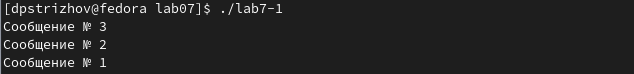 [dpstrizhov@fedora lab07]$ ./lab7-1
Сообщение № 3
Сообщение № 2
Сообщение № 1